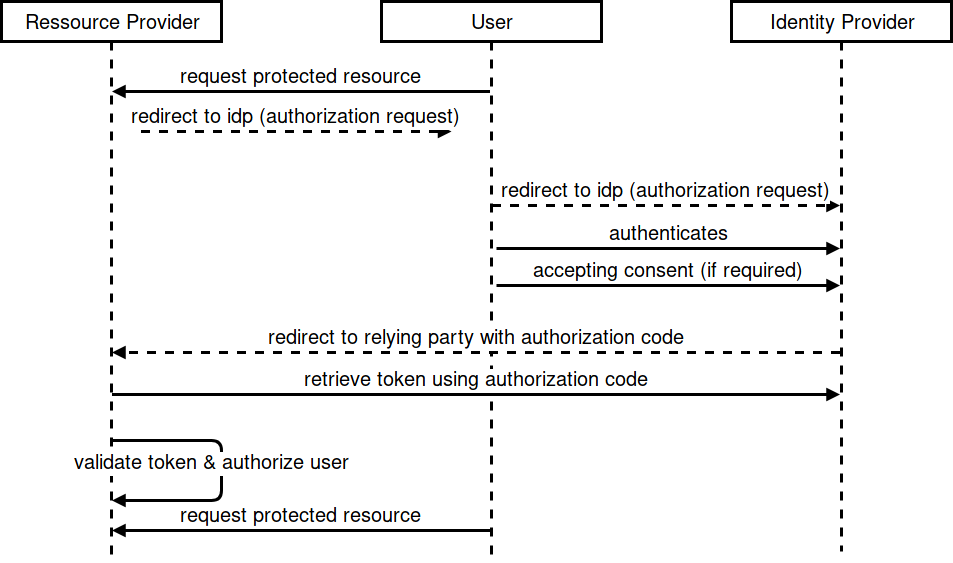 Ressource Provider
User
Identity Provider
request protected resource
redirect to idp (authorization request)
redirect to idp (authorization request)
authenticates
accepting consent (if required)
redirect to relying party with authorization code
retrieve token using authorization code
validate token & authorize user
request protected resource